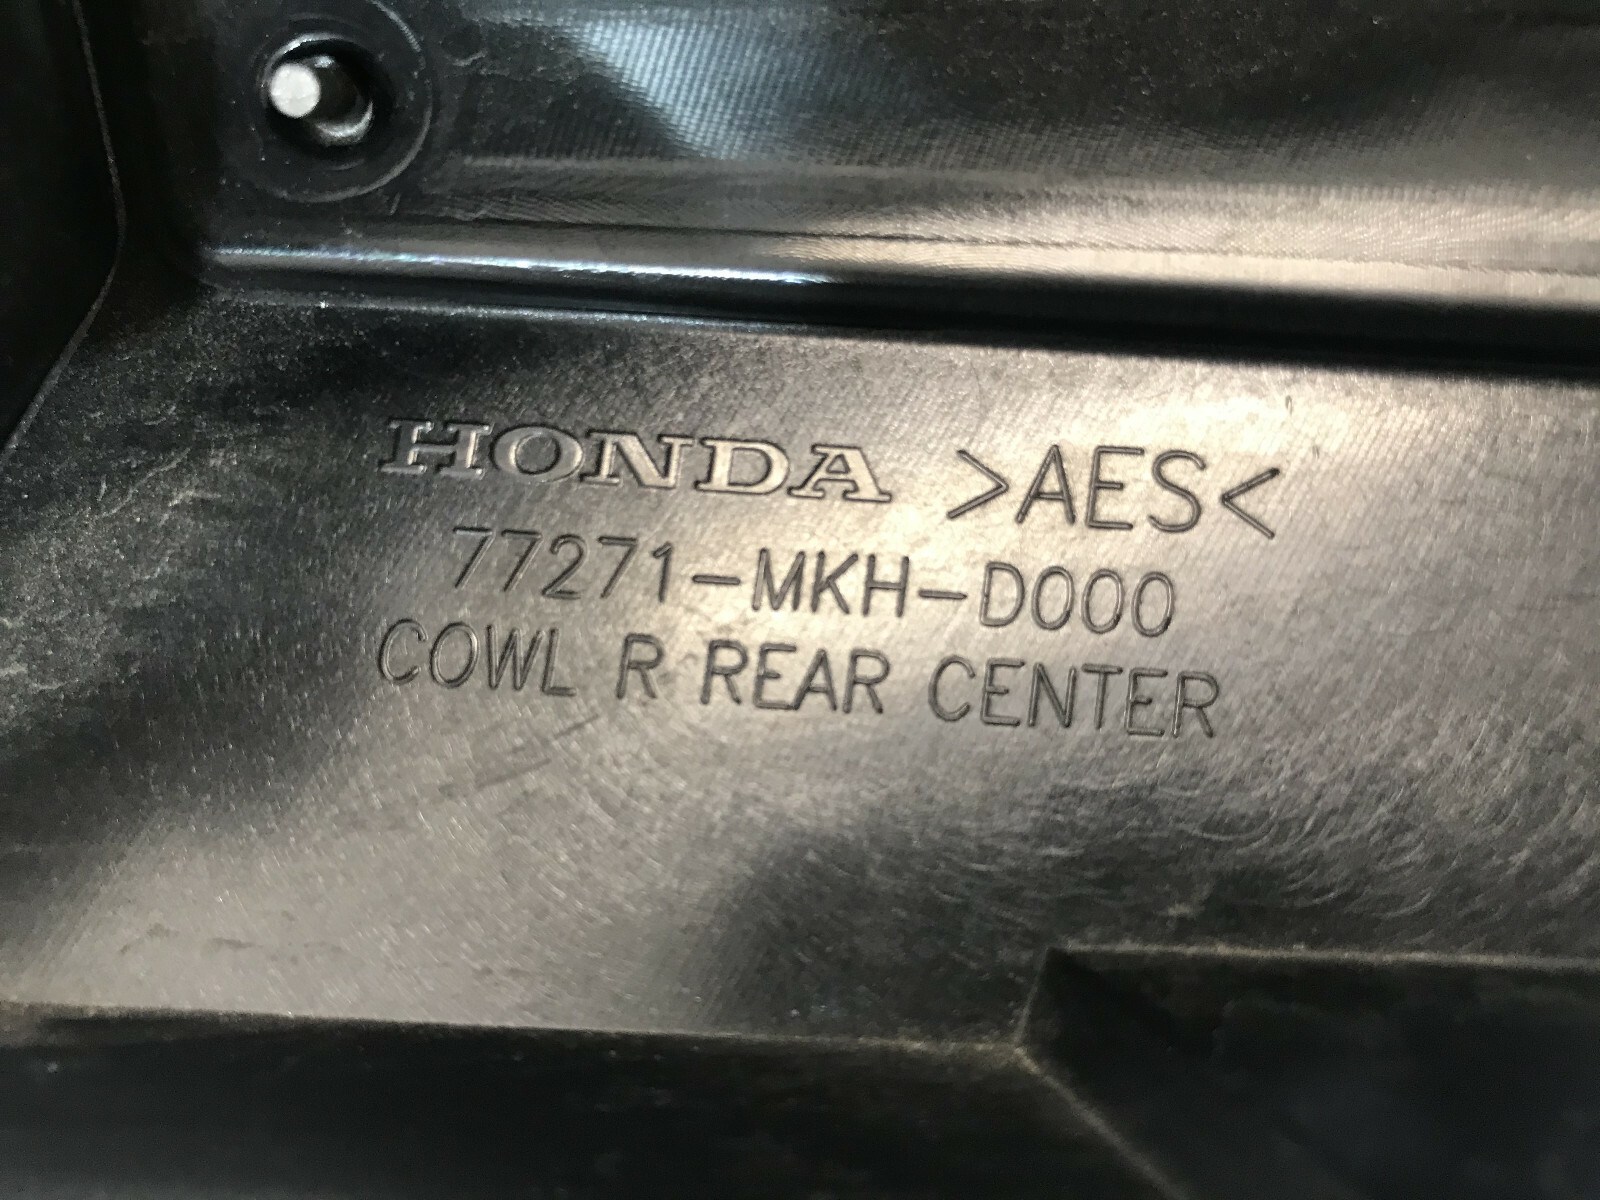 HONDA >AES<
77271-MKH-D000
COWL R REAR CENTER